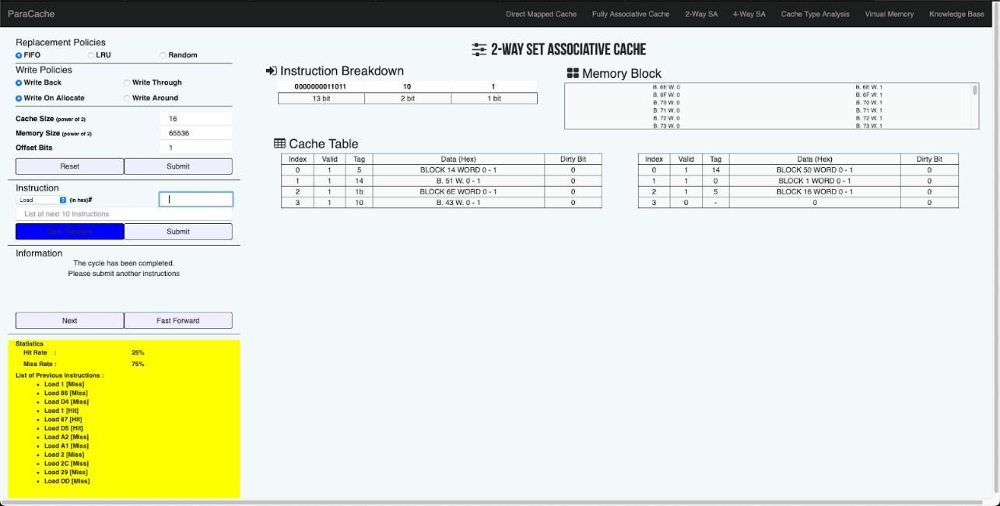 ParaCache Direct Mapped Cache Fully Associative Cache 2-Way SA 4-Way SA Cache Type Analysis Virtual Memory Knowledge Base
Replacement Policies
FIFO LRU Random
Write Policies
Write Back Write Through
Write On Allocate Write Around
Cache Size (power of 2) 16
Memory Size (power of 2) 65536
Offset Bits 1
Reset Submit
Instruction
Load (in hex)#
List of next 10 Instructions
Gen. Random Submit
Information
The cycle has been completed.
Please submit another instructions
Next Fast Forward
Statistics
Hit Rate : 25%
Miss Rate : 75%
List of Previous Instructions :
• Load 1 [Miss]
• Load 86 [Miss]
• Load D4 [Miss]
• Load 1 [Hit]
• Load 87 [Hit]
• Load D5 [Hit]
• Load A2 [Miss]
• Load A1 [Miss]
• Load 2 [Miss]
• Load 2C [Miss]
• Load 29 [Miss]
• Load DD [Miss]
2-WAY SET ASSOCIATIVE CACHE
Instruction Breakdown
0000000011011 10 1
13 bit 2 bit 1 bit
Memory Block
B. 6E W. 0 B. 6E W. 1
B. 6F W. 0 B. 6F W. 1
B. 70 W. 0 B. 70 W. 1
B. 71 W. 0 B. 71 W. 1
B. 72 W. 0 B. 72 W. 1
B. 73 W. 0 B. 73 W. 1
Cache Table
Index Valid Tag Data (Hex) Dirty Bit
0 1 5 BLOCK 14 WORD 0 - 1 0
1 1 14 B. 51 W. 0 - 1 0
2 1 1b BLOCK 6E WORD 0 - 1 0
3 1 10 B. 43 W. 0 - 1 0
Index Valid Tag Data (Hex) Dirty Bit
0 1 14 BLOCK 50 WORD 0 - 1 0
1 1 0 BLOCK 1 WORD 0 - 1 0
2 1 5 BLOCK 16 WORD 0 - 1 0
3 0 - 0 0